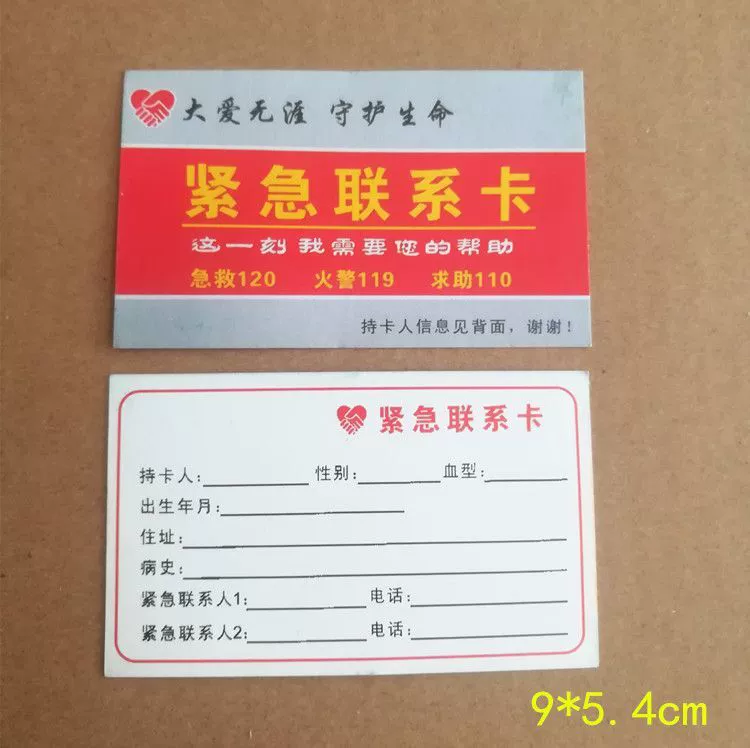 大爱无涯 守护生命
紧急联系卡
这一刻我需要您的帮助
急救120 火警119 求助110
持卡人信息见背面，谢谢！
紧急联系卡
持卡人: 性别: 血型:
出生年月:
住址:
病史:
紧急联系人1: 电话:
紧急联系人2: 电话:
9*5.4cm